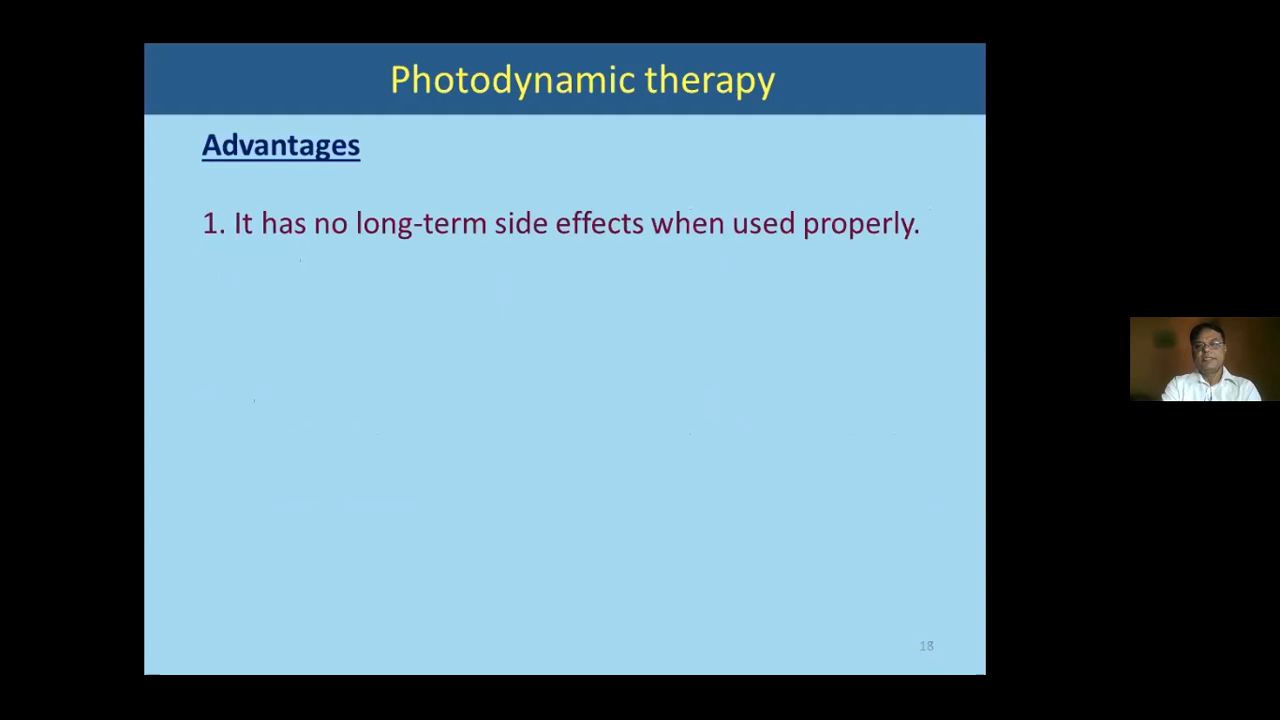 Photodynamic therapy
Advantages
1. It has no long-term side effects when used properly.
18